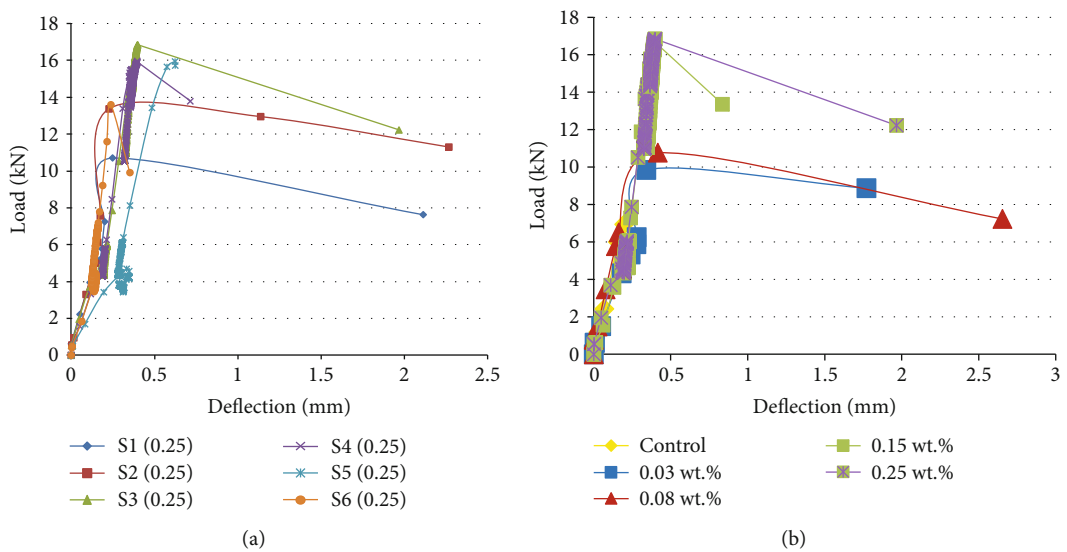 18
16
14
12
10
8
6
4
2
0
Load (kN)
0 0.5 1 1.5 2 2.5
Deflection (mm)
S1 (0.25)
S2 (0.25)
S3 (0.25)
S4 (0.25)
S5 (0.25)
S6 (0.25)
(a)
18
16
14
12
10
8
6
4
2
0
Load (kN)
0 0.5 1 1.5 2 2.5 3
Deflection (mm)
Control
0.03 wt.%
0.08 wt.%
0.15 wt.%
0.25 wt.%
(b)